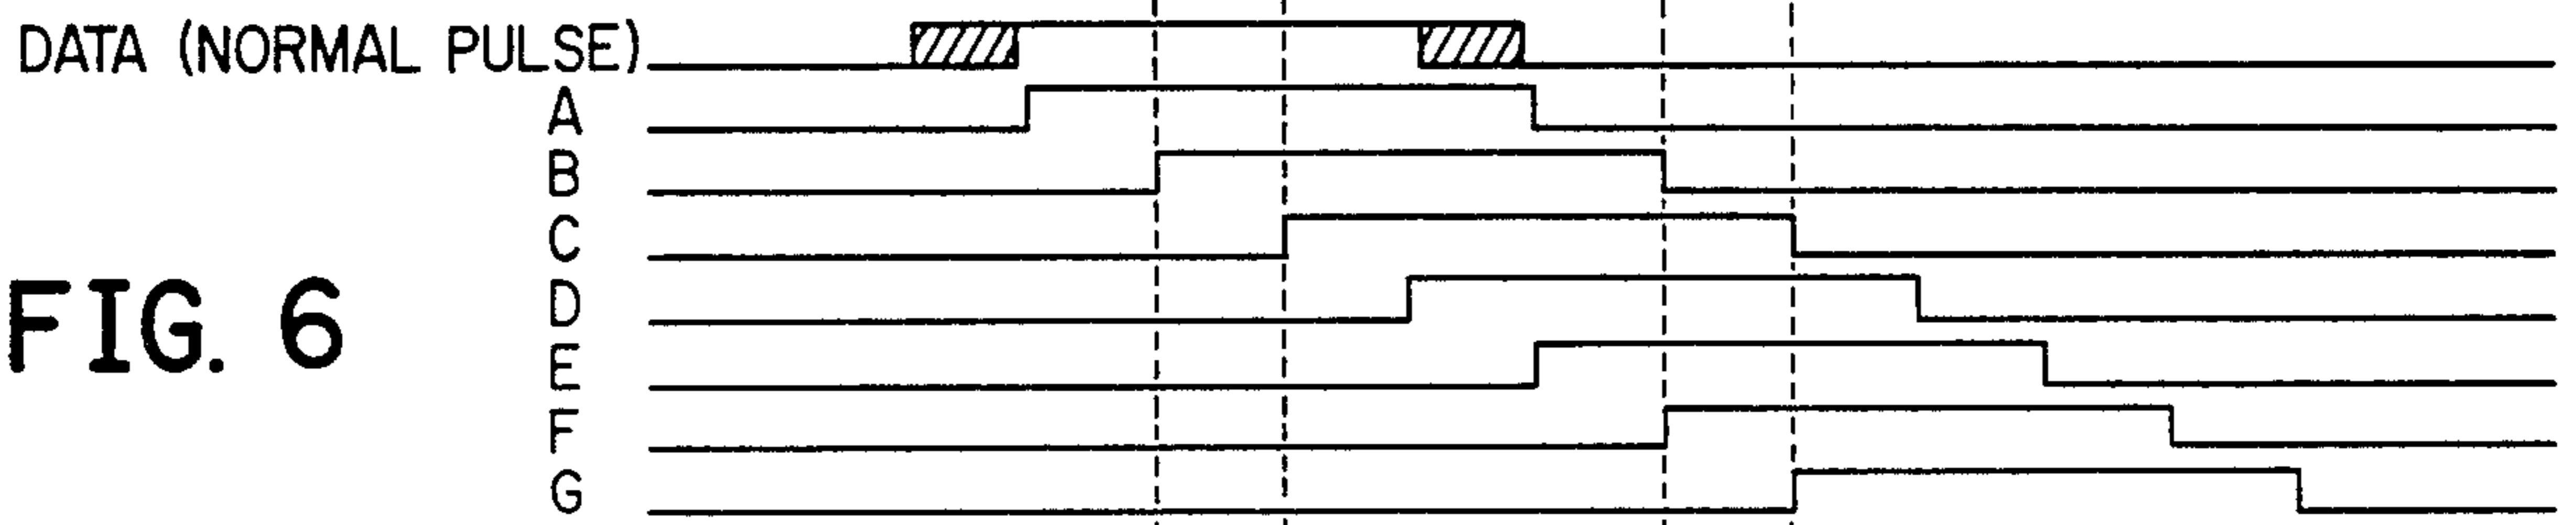 DATA (NORMAL PULSE)
A
B
C
D
E
F
G
FIG. 6